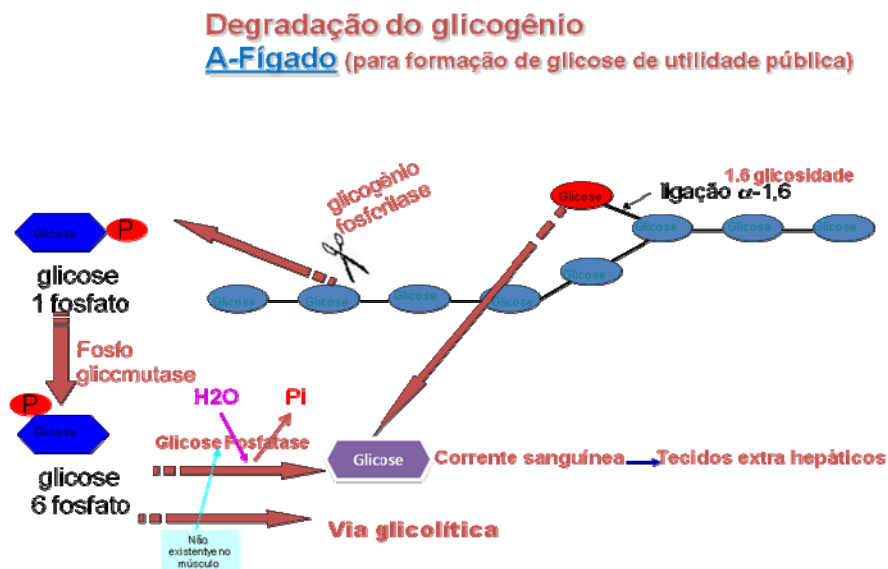 Degradação do glicogênio
A-Fígado (para formação de glicose de utilidade pública)
glicogênio
fosforilase
1.6 glicosidade
ligação α-1,6
Glicose
Glicose P
Glicose
Glicose
Glicose
Glicose
glicose
1 fosfato
Glicose
Glicose
Glicose
Glicose
Glicose
Fosfo
gliccmutase
P
H2O
Pi
Glicose
Glicose Fosfatase
Glicose
Corrente sanguínea
Tecidos extra hepáticos
glicose
6 fosfato
Via glicolítica
Não
existentye no
músculo